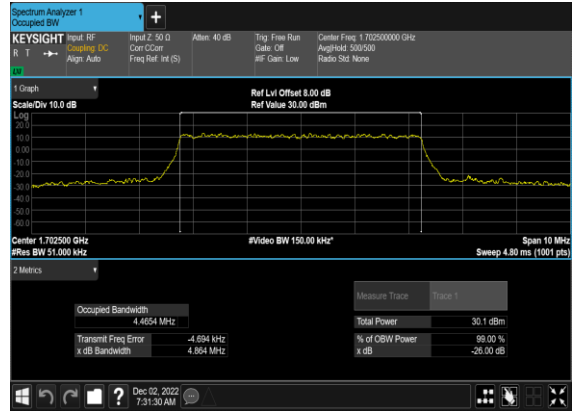 Spectrum Analyzer 1
Occupied BW
KEYSIGHT Input: RF Input Z: 50 Ω Atten: 40 dB Trig: Free Run Center Freq: 1.702500000 GHz
R T Coupling: DC Corr CCorr Gate: Off Avg|Hold: 500/500
Align: Auto Freq Ref: Int (S) #IF Gain: Low Radio Std: None
1 Graph
Ref Lvl Offset 8.00 dB
Scale/Div 10.0 dB Ref Value 30.00 dBm
Log
20.0
10.0
0.00
-10.0
-20.0
-30.0
-40.0
-50.0
-60.0
Center 1.702500 GHz #Video BW 150.00 kHz* Span 10 MHz
#Res BW 51.000 kHz Sweep 4.80 ms (1001 pts)
2 Metrics
Measure Trace Trace 1
Occupied Bandwidth
4.4654 MHz Total Power 30.1 dBm
Transmit Freq Error -4.694 kHz % of OBW Power 99.00 %
x dB Bandwidth 4.864 MHz x dB -26.00 dB
? Dec 02, 2022
7:31:30 AM